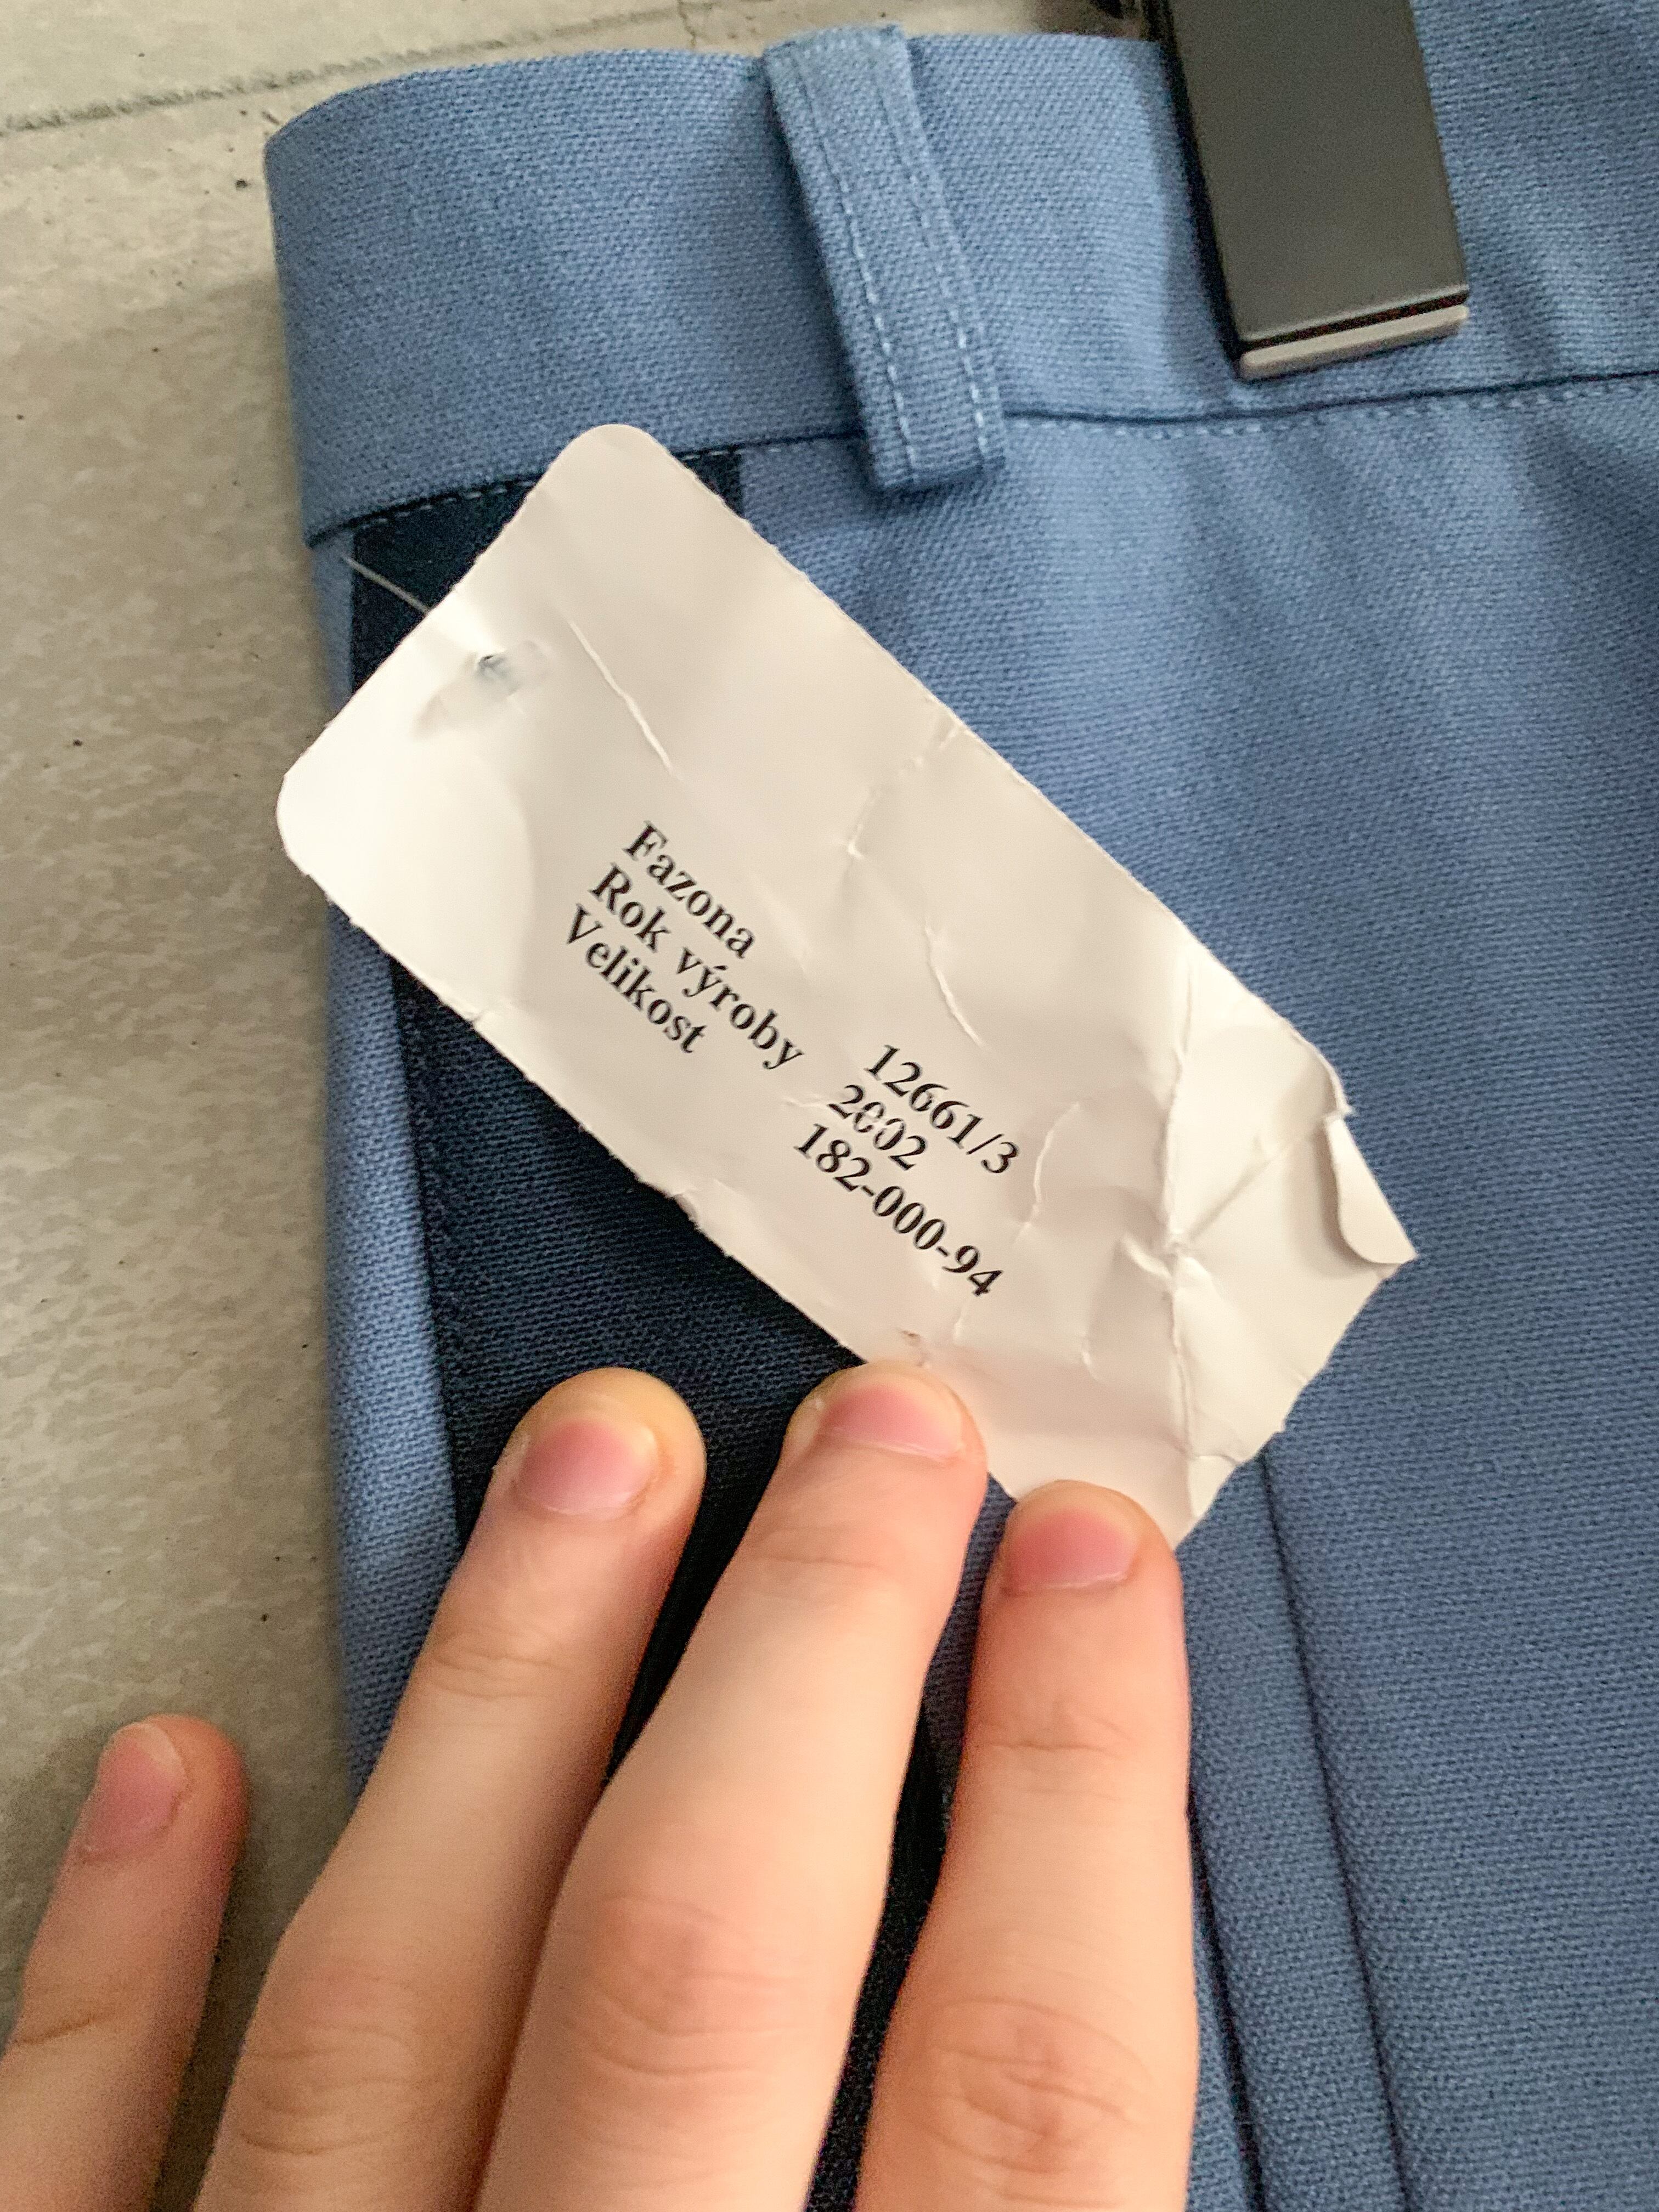 Fazona 12661/3
Rok výroby 2002
Velikost 182-000-94